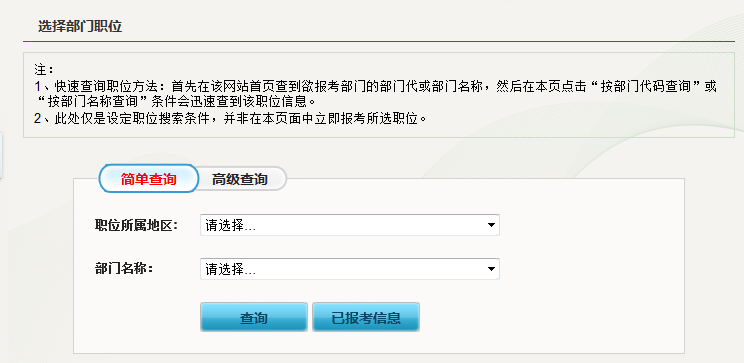 选择部门职位
注：
1、快速查询职位方法：首先在该网站首页查到欲报考部门的部门代或部门名称，然后在本页点击“按部门代码查询”或
“按部门名称查询”条件会迅速查到该职位信息。
2、此处仅是设定职位搜索条件，并非在本页面中立即报考所选职位。
简单查询 高级查询
职位所属地区： 请选择...
部门名称： 请选择...
查询 已报考信息